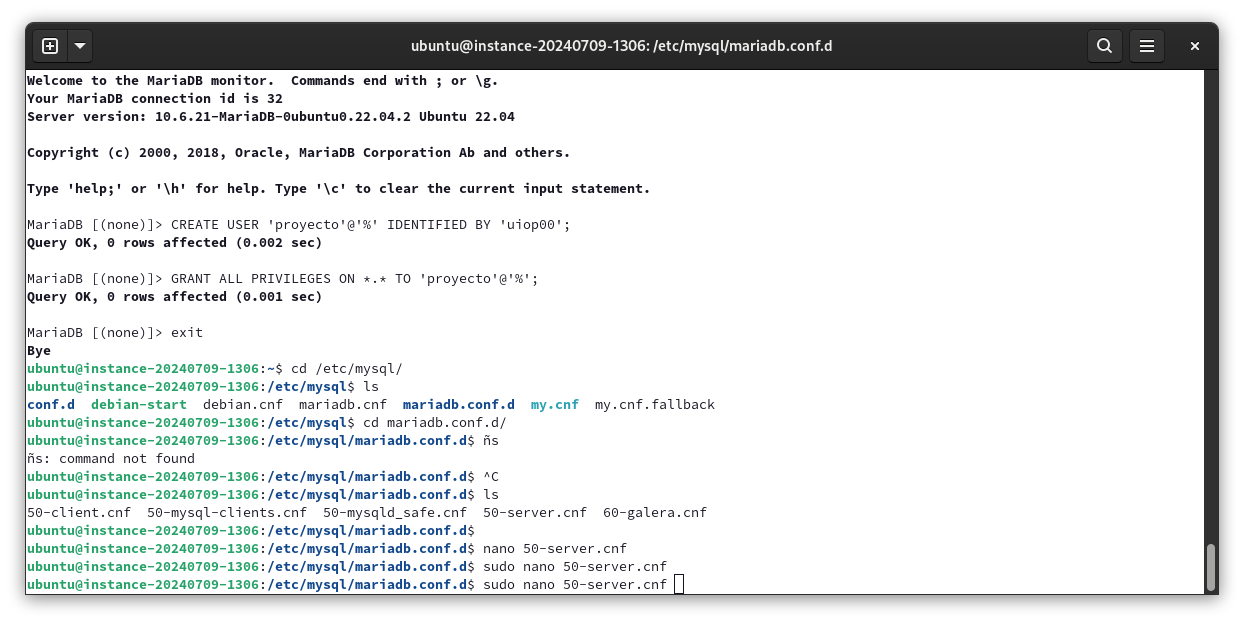 ubuntu@instance-20240709-1306: /etc/mysql/mariadb.conf.d
Welcome to the MariaDB monitor.  Commands end with ; or \g.
Your MariaDB connection id is 32
Server version: 10.6.21-MariaDB-0ubuntu0.22.04.2 Ubuntu 22.04
Copyright (c) 2000, 2018, Oracle, MariaDB Corporation Ab and others.
Type 'help;' or '\h' for help. Type '\c' to clear the current input statement.
MariaDB [(none)]> CREATE USER 'proyecto'@'%' IDENTIFIED BY 'uiop00';
Query OK, 0 rows affected (0.002 sec)
MariaDB [(none)]> GRANT ALL PRIVILEGES ON *.* TO 'proyecto'@'%';
Query OK, 0 rows affected (0.001 sec)
MariaDB [(none)]> exit
Bye
ubuntu@instance-20240709-1306:~$ cd /etc/mysql/
ubuntu@instance-20240709-1306:/etc/mysql$ ls
conf.d  debian-start  debian.cnf  mariadb.cnf  mariadb.conf.d  my.cnf  my.cnf.fallback
ubuntu@instance-20240709-1306:/etc/mysql$ cd mariadb.conf.d/
ubuntu@instance-20240709-1306:/etc/mysql/mariadb.conf.d$ ñs
ñs: command not found
ubuntu@instance-20240709-1306:/etc/mysql/mariadb.conf.d$ ^C
ubuntu@instance-20240709-1306:/etc/mysql/mariadb.conf.d$ ls
50-client.cnf  50-mysql-clients.cnf  50-mysqld_safe.cnf  50-server.cnf  60-galera.cnf
ubuntu@instance-20240709-1306:/etc/mysql/mariadb.conf.d$
ubuntu@instance-20240709-1306:/etc/mysql/mariadb.conf.d$ nano 50-server.cnf
ubuntu@instance-20240709-1306:/etc/mysql/mariadb.conf.d$ sudo nano 50-server.cnf
ubuntu@instance-20240709-1306:/etc/mysql/mariadb.conf.d$ sudo nano 50-server.cnf